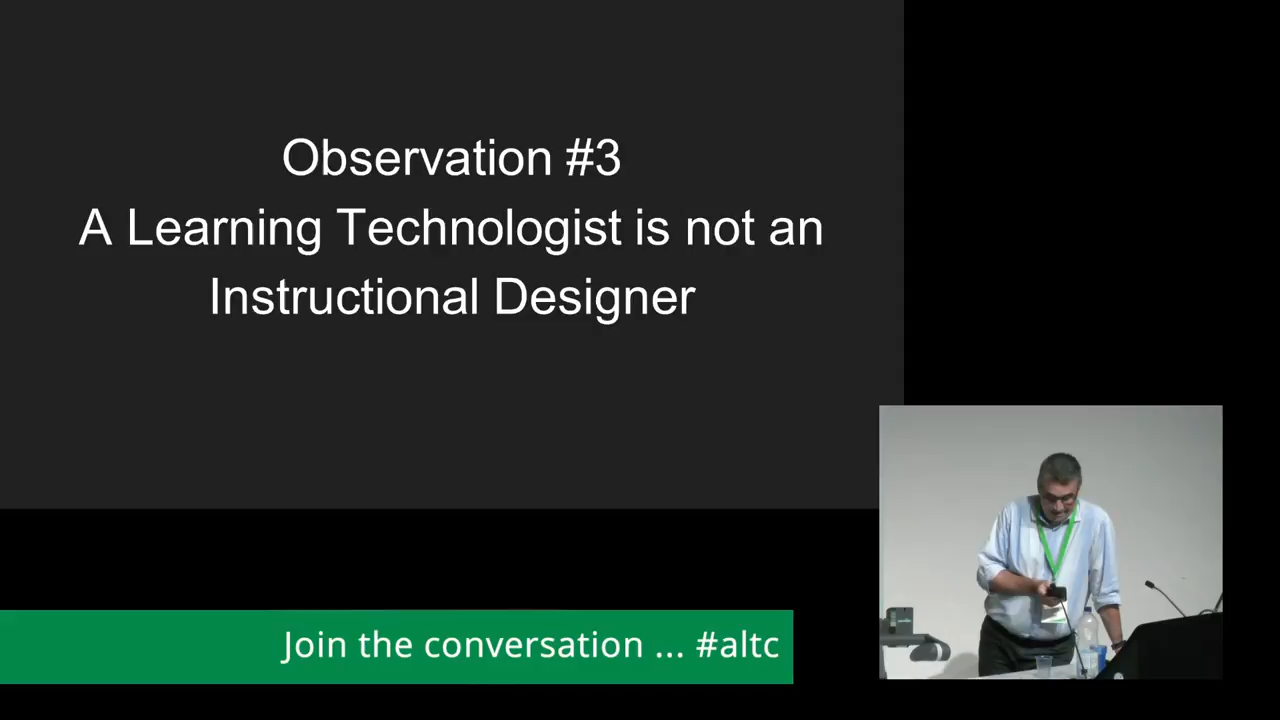 Observation #3
A Learning Technologist is not an
Instructional Designer
Join the conversation ... #altc